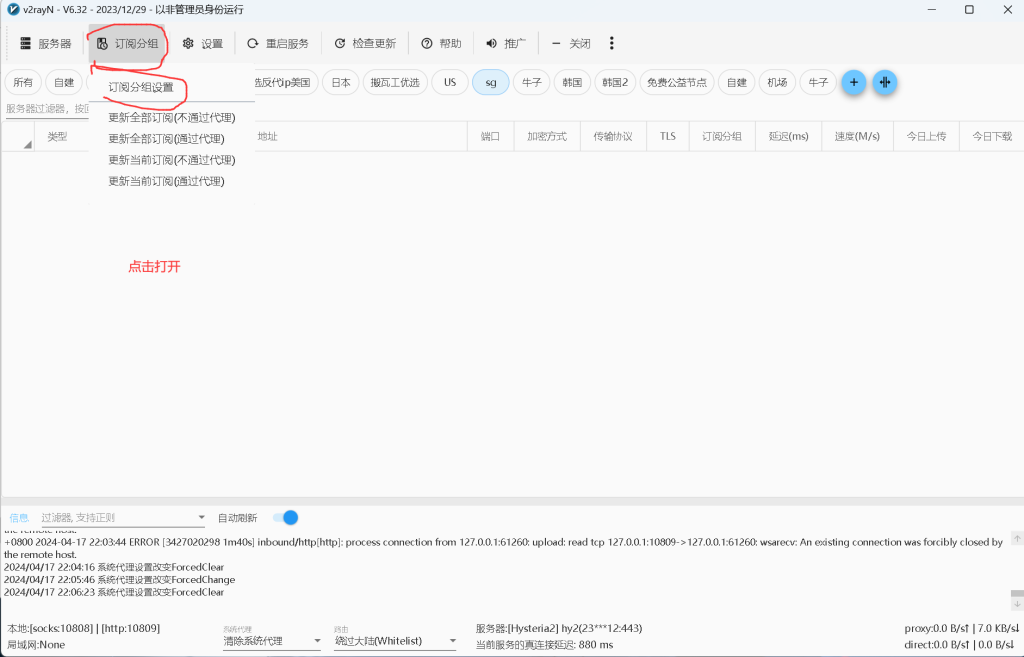 v2rayN - V6.32 - 2023/12/29 - 以非管理员身份运行
服务器 订阅分组 设置 重启服务 检查更新 帮助 推广 关闭
所有 自建 选反代ip美国 日本 搬瓦工优选 US sg 牛子 韩国 韩国2 免费公益节点 自建 机场 牛子
订阅分组设置
服务器过滤器，按回
更新全部订阅(不通过代理)
更新全部订阅(通过代理)
更新当前订阅(不通过代理)
更新当前订阅(通过代理)
类型 地址 端口 加密方式 传输协议 TLS 订阅分组 延迟(ms) 速度(M/s) 今日上传 今日下载
点击打开
信息 过滤器, 支持正则 自动刷新
the remote host.
+0800 2024-04-17 22:03:44 ERROR [3427020298 1m40s] inbound/http[http]: process connection from 127.0.0.1:61260: upload: read tcp 127.0.0.1:10809->127.0.0.1:61260: wsarecv: An existing connection was forcibly closed by
the remote host.
2024/04/17 22:04:16 系统代理设置改变ForcedClear
2024/04/17 22:05:46 系统代理设置改变ForcedChange
2024/04/17 22:06:23 系统代理设置改变ForcedClear
本地:[socks:10808] | [http:10809]
局域网:None
系统代理
清除系统代理
路由
绕过大陆(Whitelist)
服务器:[Hysteria2] hy2(23***12:443)
当前服务的真连接延迟: 880 ms
proxy:0.0 B/s↑ | 7.0 KB/s↓
direct:0.0 B/s↑ | 0.0 B/s↓